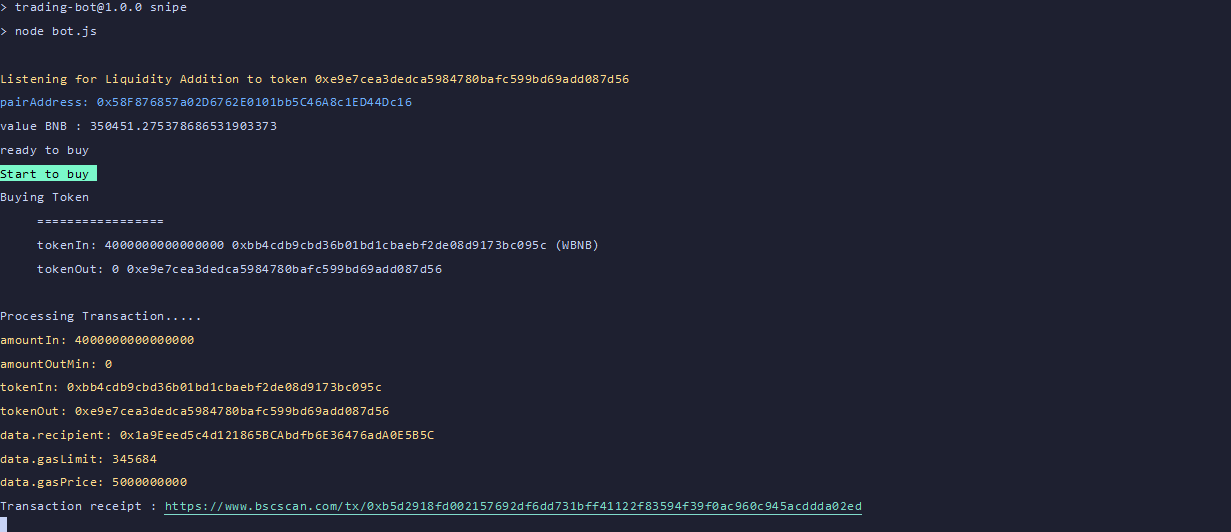 > trading-bot@1.0.0 snipe
> node bot.js
Listening for Liquidity Addition to token 0xe9e7cea3dedca5984780bafc599bd69add087d56
pairAddress: 0x58F876857a02D6762E0101bb5C46A8c1ED44Dc16
value BNB : 350451.275378686531903373
ready to buy
Start to buy
Buying Token
=================
tokenIn: 4000000000000000 0xbb4cdb9cbd36b01bd1cbaebf2de08d9173bc095c (WBNB)
tokenOut: 0 0xe9e7cea3dedca5984780bafc599bd69add087d56
Processing Transaction.....
amountIn: 4000000000000000
amountOutMin: 0
tokenIn: 0xbb4cdb9cbd36b01bd1cbaebf2de08d9173bc095c
tokenOut: 0xe9e7cea3dedca5984780bafc599bd69add087d56
data.recipient: 0x1a9Eeed5c4d121865BCAbdfb6E36476adA0E5B5C
data.gasLimit: 345684
data.gasPrice: 5000000000
Transaction receipt : https://www.bscscan.com/tx/0xb5d2918fd002157692df6dd731bff41122f83594f39f0ac960c945acddda02ed